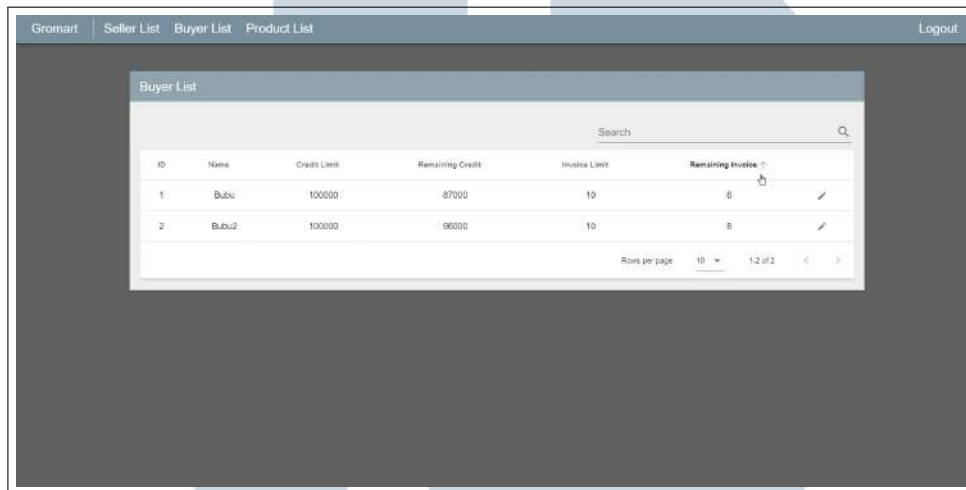 Gromart Seller List Buyer List Product List Logout
Buyer List
Search
ID Name Credit Limit Remaining Credit Invoice Limit Remaining Invoice
1 Bubu 100000 87000 10 6
2 Bubu2 100000 96000 10 8
Rows per page 10 1-2 of 2